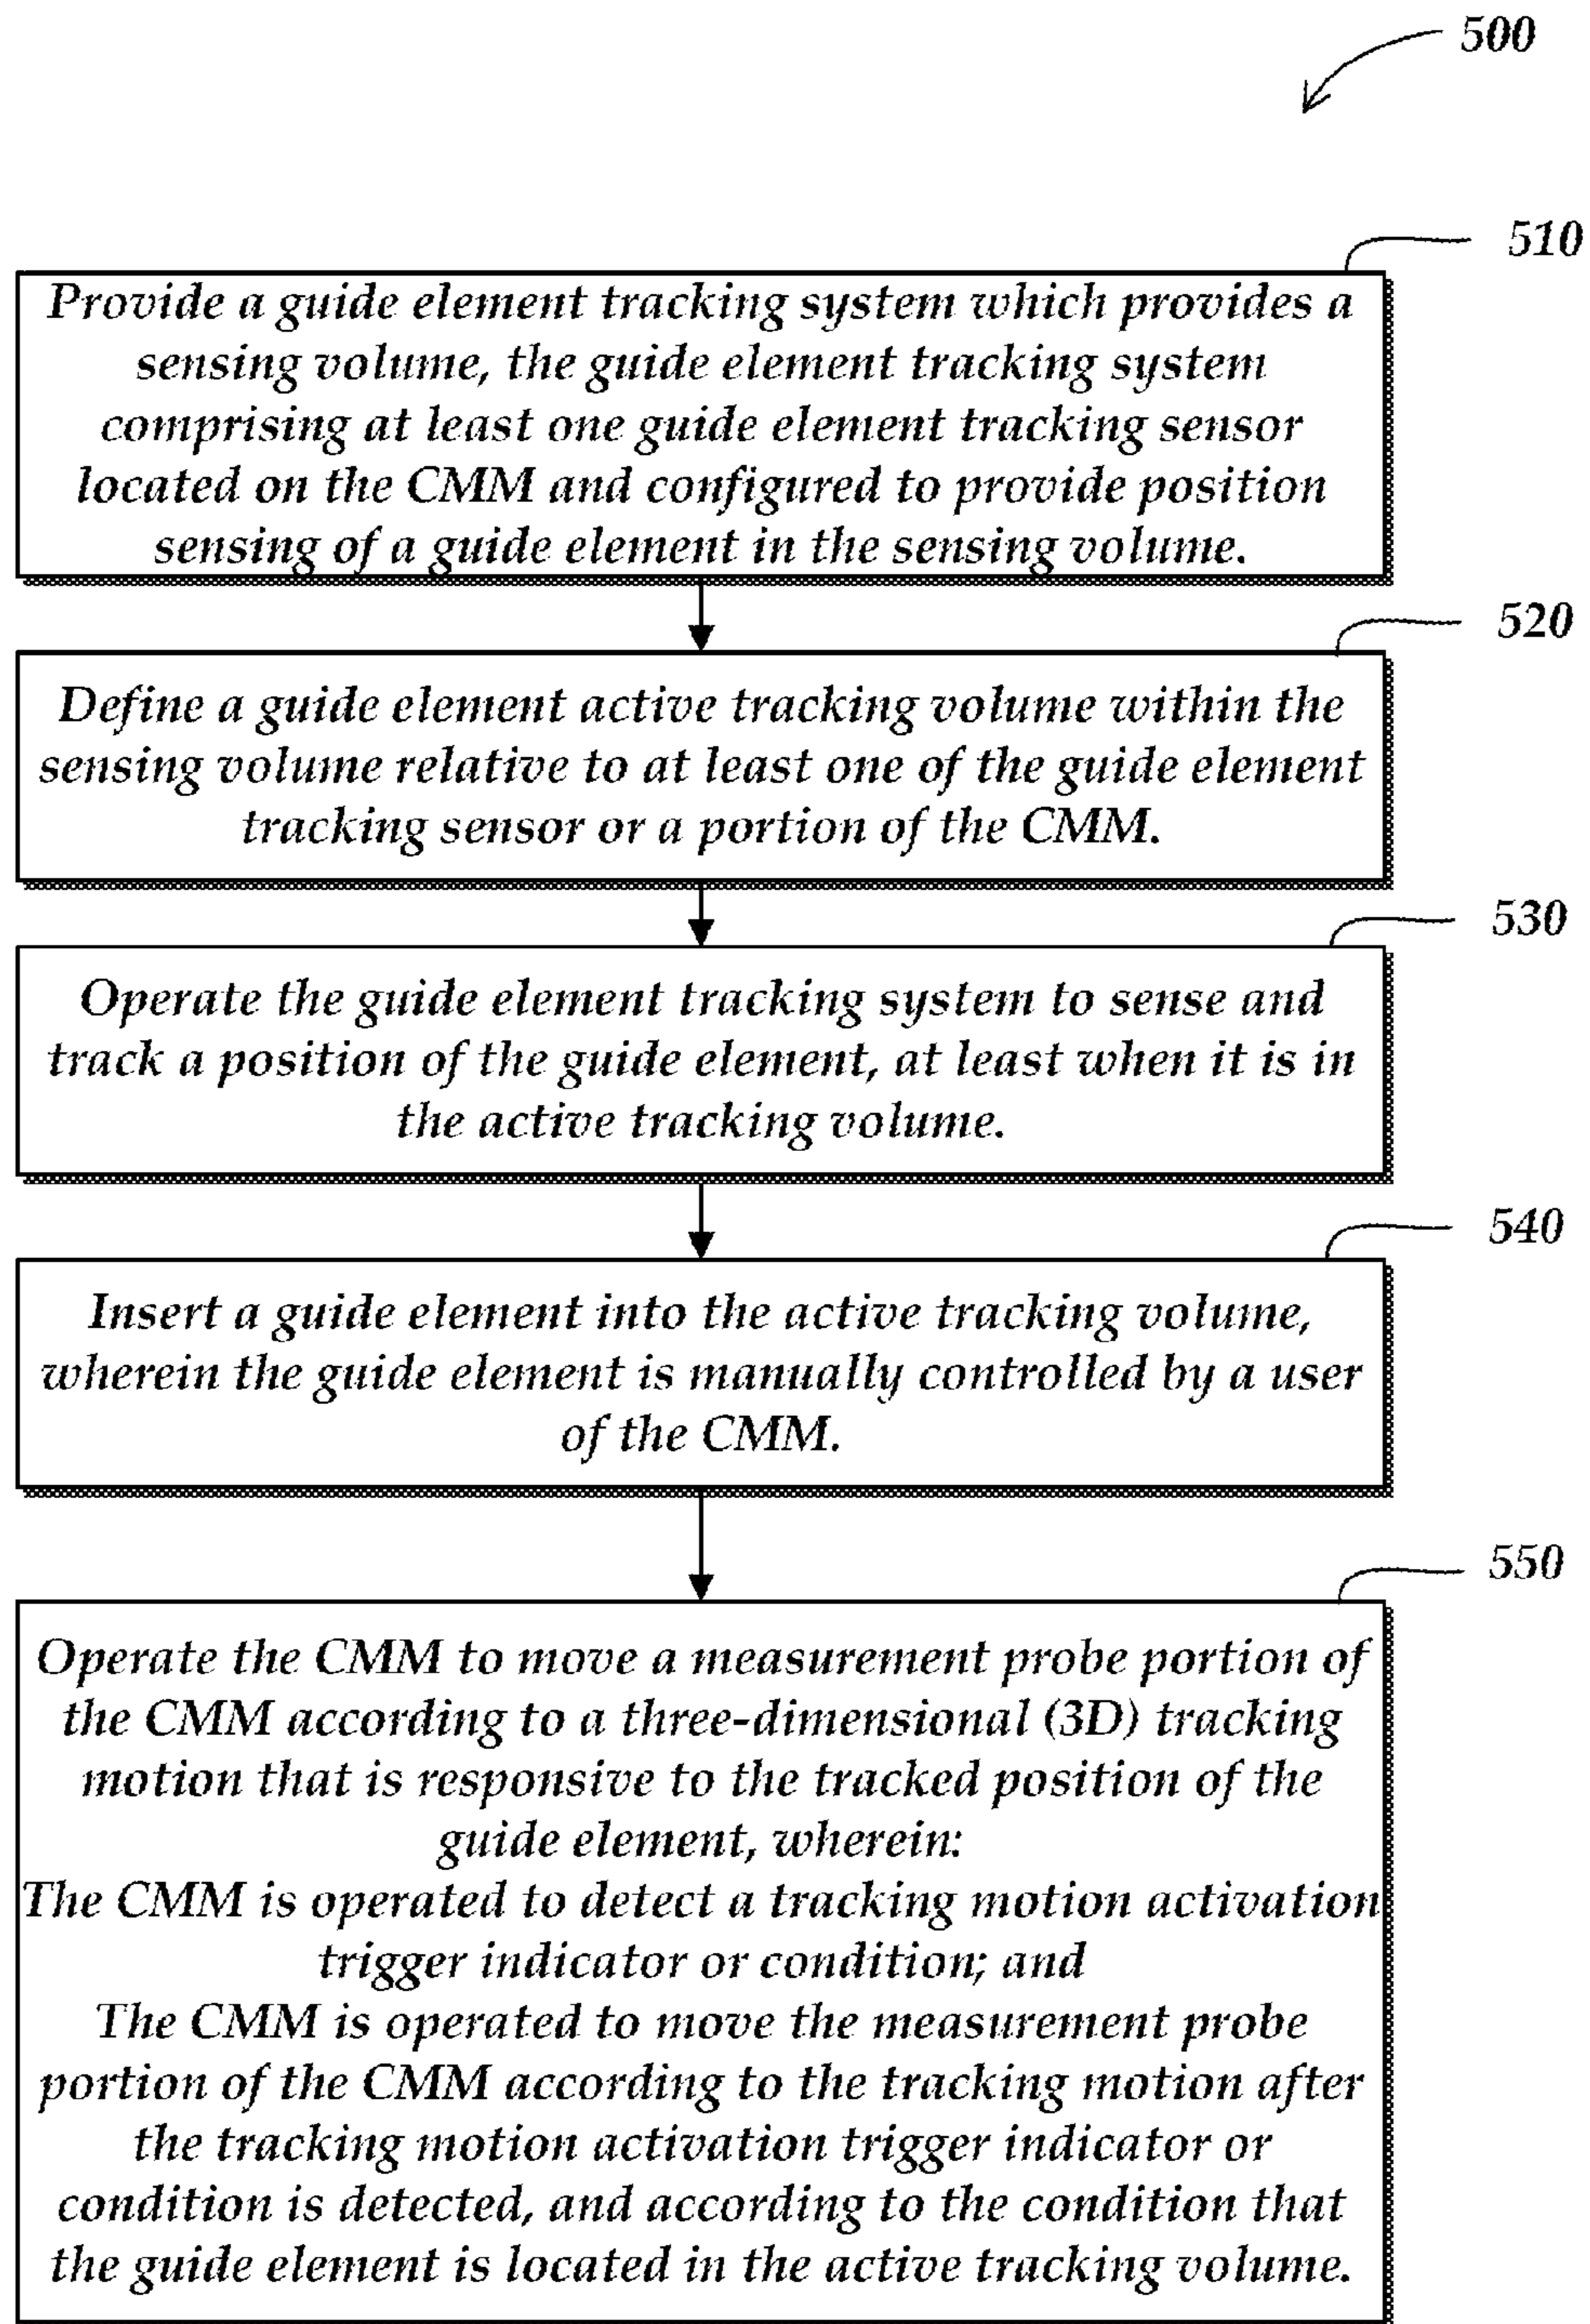 500
510
Provide a guide element tracking system which provides a
sensing volume, the guide element tracking system
comprising at least one guide element tracking sensor
located on the CMM and configured to provide position
sensing of a guide element in the sensing volume.
520
Define a guide element active tracking volume within the
sensing volume relative to at least one of the guide element
tracking sensor or a portion of the CMM.
530
Operate the guide element tracking system to sense and
track a position of the guide element, at least when it is in
the active tracking volume.
540
Insert a guide element into the active tracking volume,
wherein the guide element is manually controlled by a user
of the CMM.
550
Operate the CMM to move a measurement probe portion of
the CMM according to a three-dimensional (3D) tracking
motion that is responsive to the tracked position of the
guide element, wherein:
The CMM is operated to detect a tracking motion activation
trigger indicator or condition; and
The CMM is operated to move the measurement probe
portion of the CMM according to the tracking motion after
the tracking motion activation trigger indicator or
condition is detected, and according to the condition that
the guide element is located in the active tracking volume.